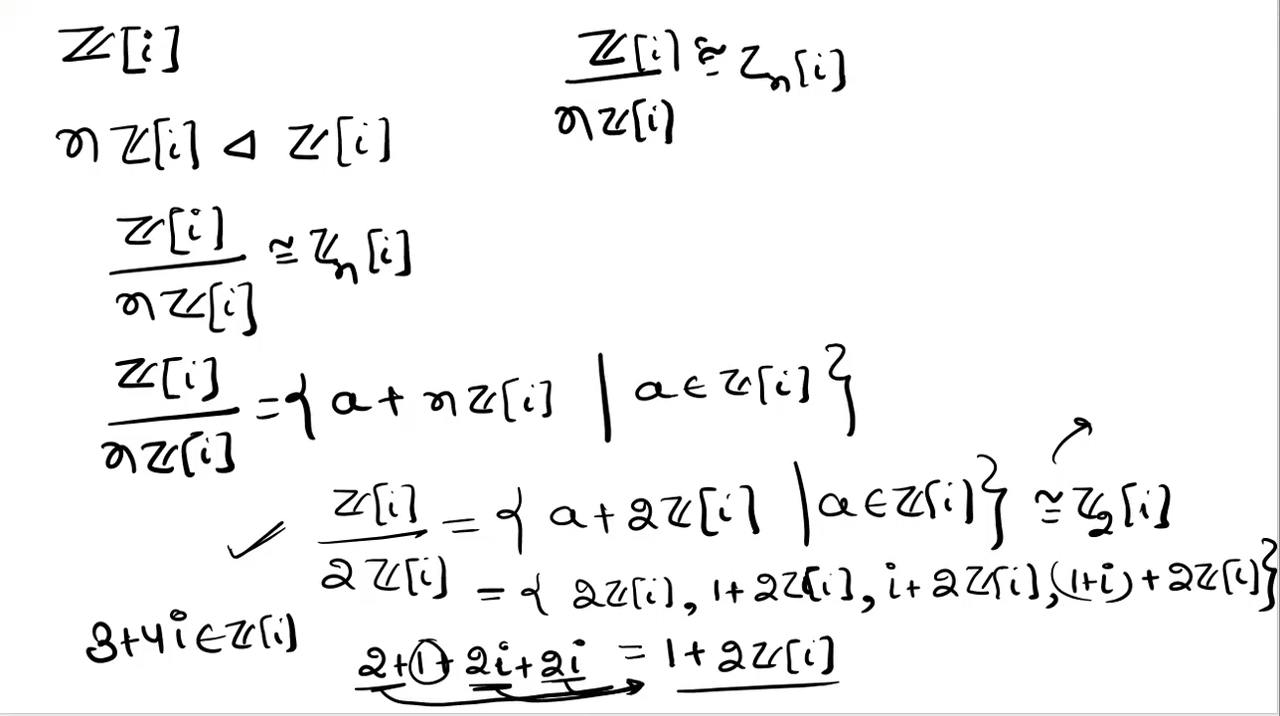 ℤ[i]
nℤ[i] ⊲ ℤ[i]
ℤ[i] / nℤ[i] ≅ ℤₙ[i]
ℤ[i] / nℤ[i] ≅ ℤₙ[i]
ℤ[i] / nℤ[i] = { a + nℤ[i] | a ∈ ℤ[i] }
✓ ℤ[i] / 2ℤ[i] = { a + 2ℤ[i] | a ∈ ℤ[i] } ≅ ℤ₂[i]
= { 2ℤ[i], 1 + 2ℤ[i], i + 2ℤ[i], (1+i) + 2ℤ[i] }
3 + 4i ∈ ℤ[i]
2 + 1 + 2i + 2i = 1 + 2ℤ[i]